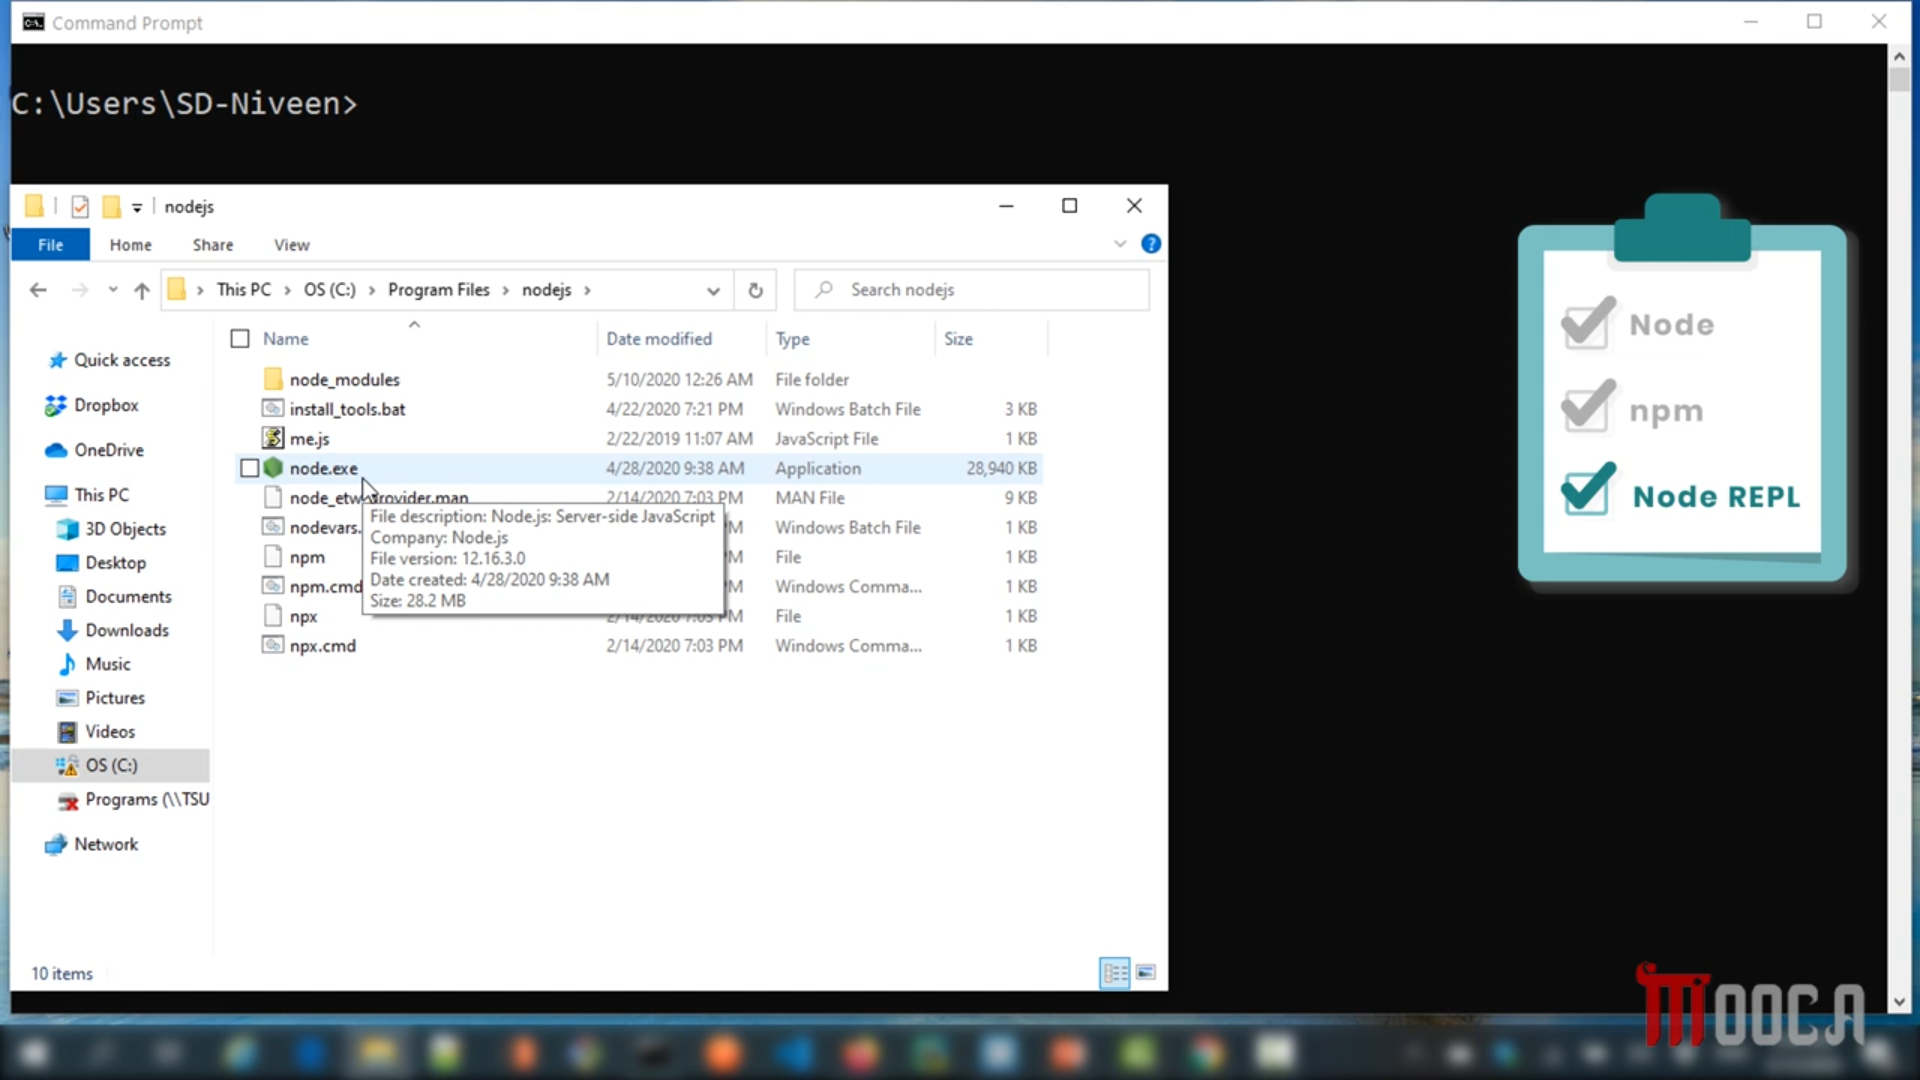 Command Prompt
C:\Users\SD-Niveen>
nodejs
File Home Share View
This PC OS (C:) Program Files nodejs
Search nodejs
Name Date modified Type Size
Quick access
Dropbox
OneDrive
This PC
3D Objects
Desktop
Documents
Downloads
Music
Pictures
Videos
OS (C:)
Programs (\\TSU
Network
node_modules 5/10/2020 12:26 AM File folder
install_tools.bat 4/22/2020 7:21 PM Windows Batch File 3 KB
me.js 2/22/2019 11:07 AM JavaScript File 1 KB
node.exe 4/28/2020 9:38 AM Application 28,940 KB
node_etw_provider.man 2/14/2020 7:03 PM MAN File 9 KB
nodevars. M Windows Batch File 1 KB
npm M File 1 KB
npm.cmd M Windows Comma... 1 KB
npx 2/14/2020 7:03 PM File 1 KB
npx.cmd 2/14/2020 7:03 PM Windows Comma... 1 KB
File description: Node.js: Server-side JavaScript
Company: Node.js
File version: 12.16.3.0
Date created: 4/28/2020 9:38 AM
Size: 28.2 MB
10 items
Node
npm
Node REPL
MOOCA